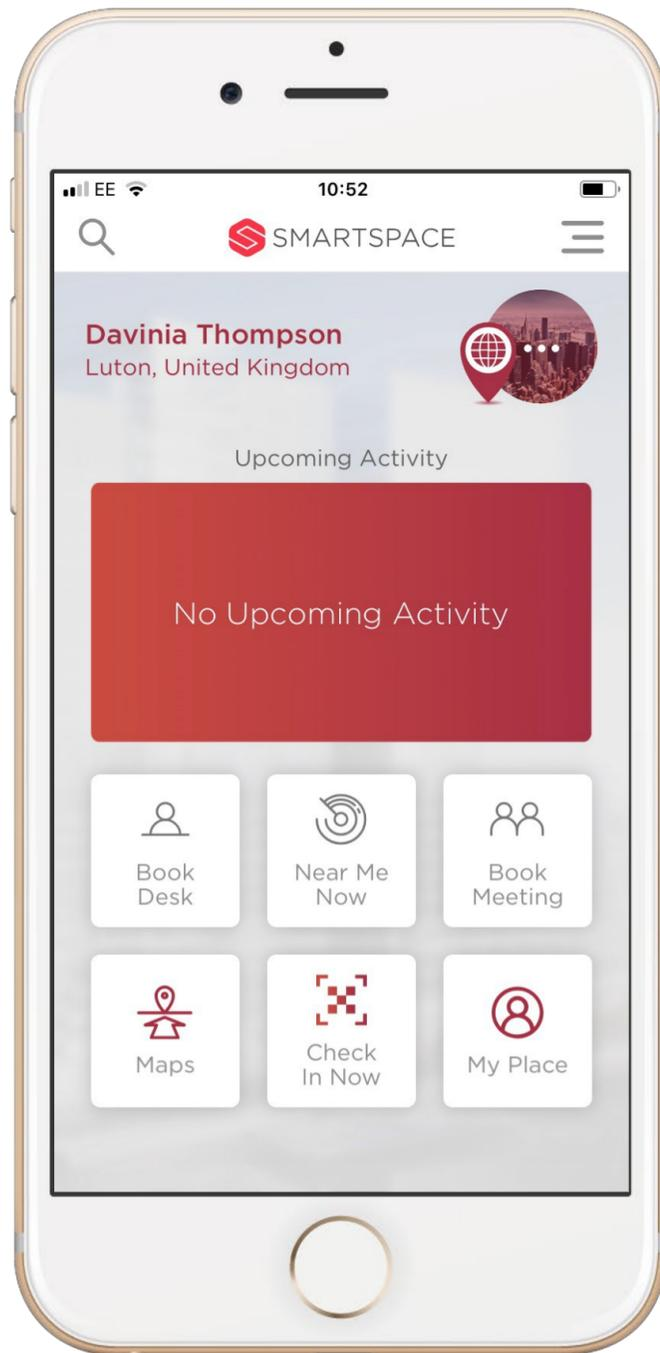 EE
10:52
SMARTSPACE
Davinia Thompson
Luton, United Kingdom
Upcoming Activity
No Upcoming Activity
Book
Desk
Near Me
Now
Book
Meeting
Maps
Check
In Now
My Place